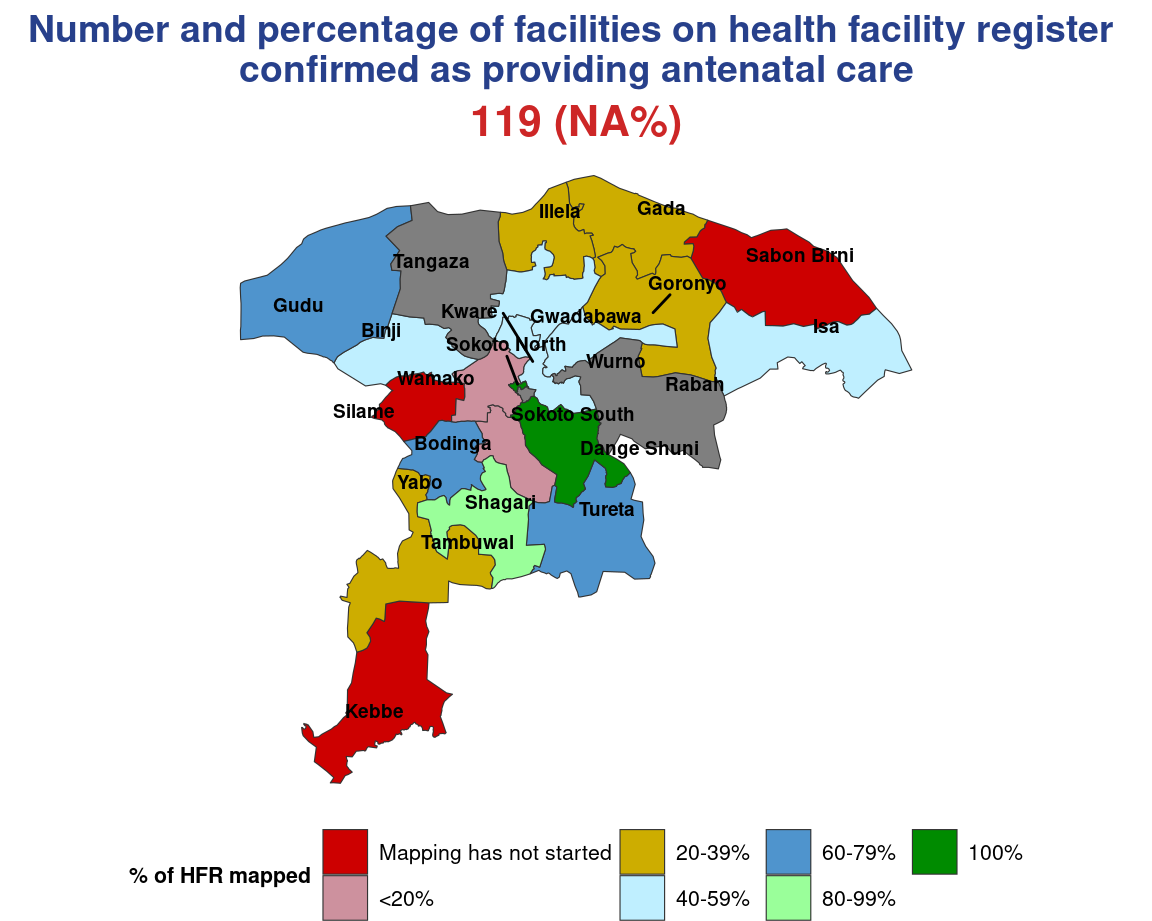 Number and percentage of facilities on health facility register
confirmed as providing antenatal care
119 (NA%)
Illela
Gada
Sabon Birni
Tangaza
Goronyo
Gudu
Kware
Gwadabawa
Isa
Binji
Sokoto North
Wurno
Wamako
Rabah
Silame
Sokoto South
Bodinga
Dange Shuni
Yabo
Shagari
Tureta
Tambuwal
Kebbe
% of HFR mapped
Mapping has not started
20-39%
60-79%
100%
<20%
40-59%
80-99%